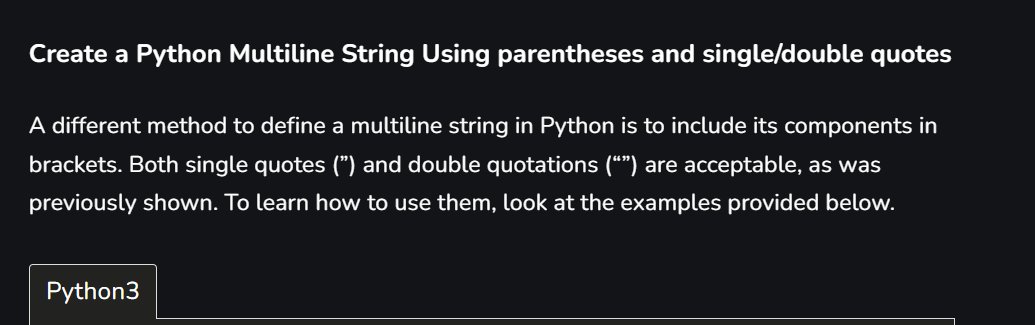 Create a Python Multiline String Using parentheses and single/double quotes
A different method to define a multiline string in Python is to include its components in
brackets. Both single quotes (”) and double quotations (“”) are acceptable, as was
previously shown. To learn how to use them, look at the examples provided below.
Python3